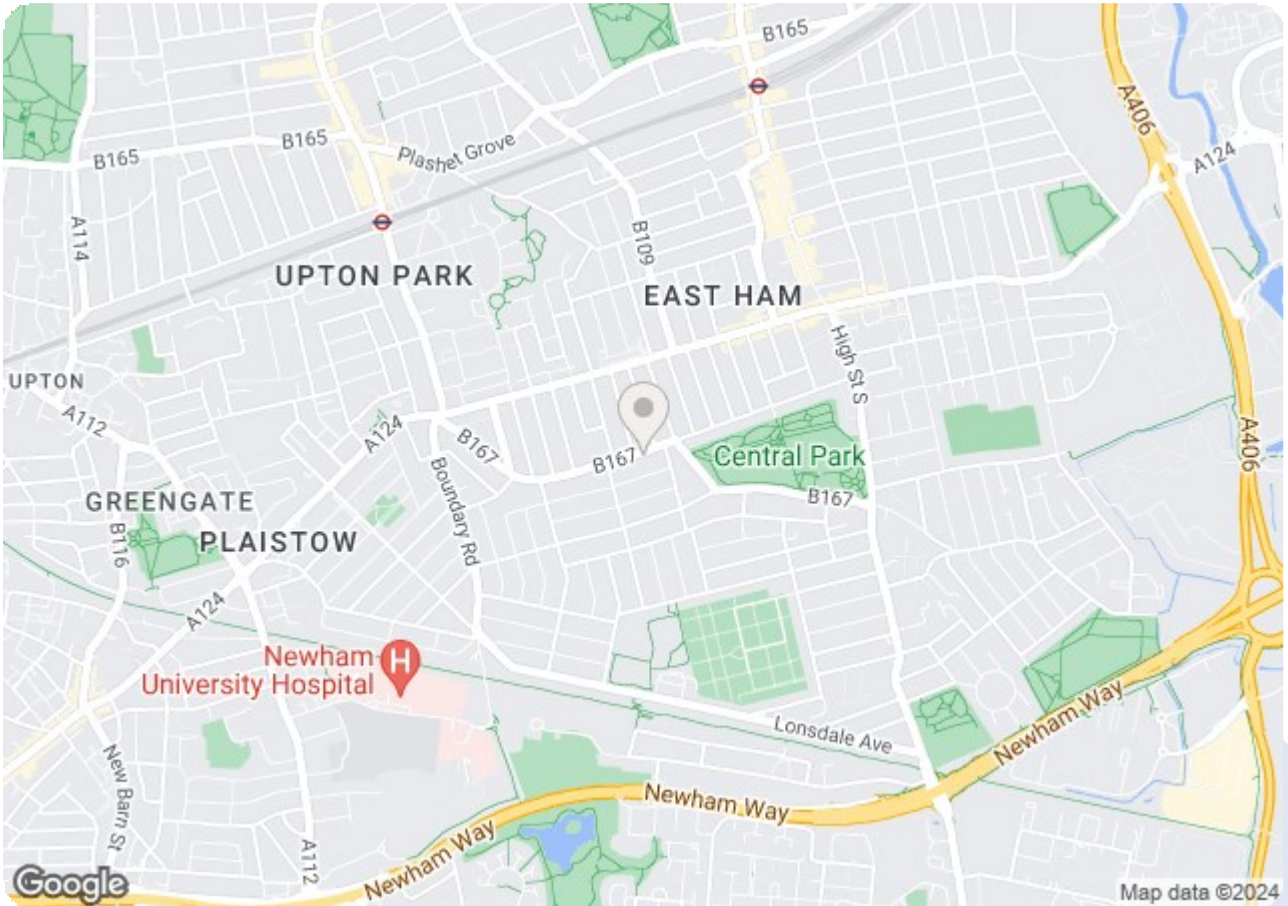 B165
A406
B165
B165
Plashet Grove
A124
A114
B109
UPTON PARK
EAST HAM
High St S
UPTON
A112
A124
B167
A406
B167
Central Park
Boundary Rd
GREENGATE
B167
B116
PLAISTOW
A124
Newham
University Hospital
H
Newham Way
Lonsdale Ave
New Barn St
Newham Way
Newham Way
A112
Google
Map data ©2024